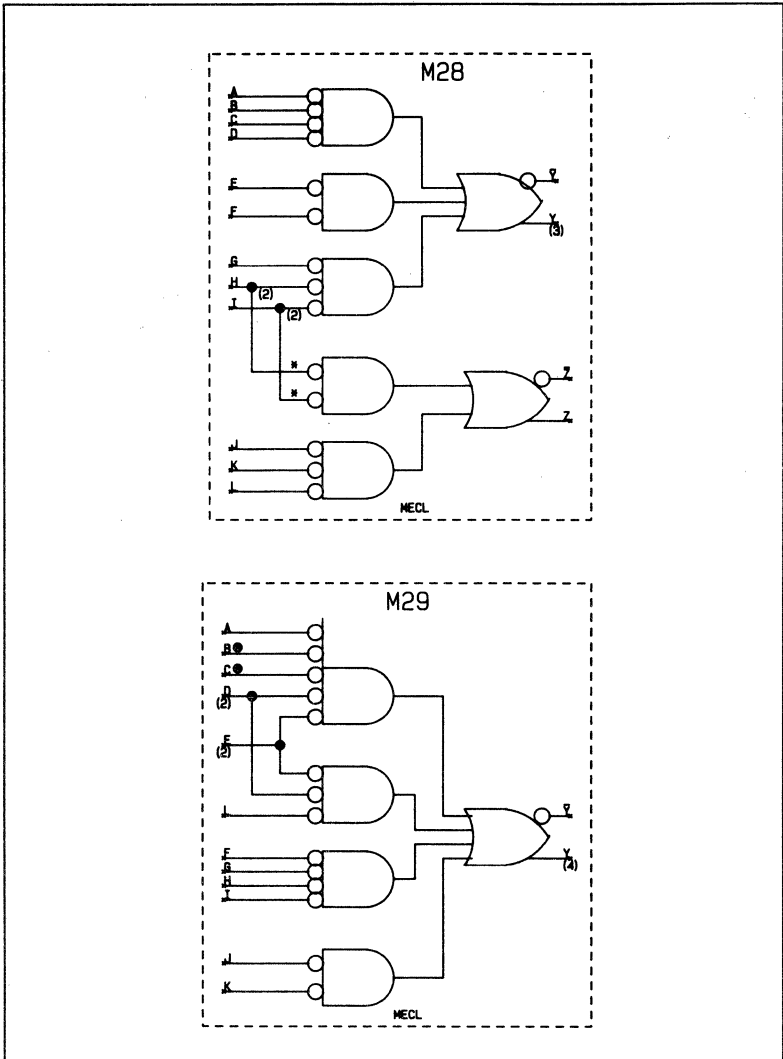 M28
A
B
C
D
E
F
G
H
(2)
I
(2)
*
*
J
K
L
Y̅
Y
(3)
Z̅
Z
MECL
M29
A
B
C
D
(2)
E
(2)
L
F
G
H
I
J
K
Y̅
Y
(4)
MECL